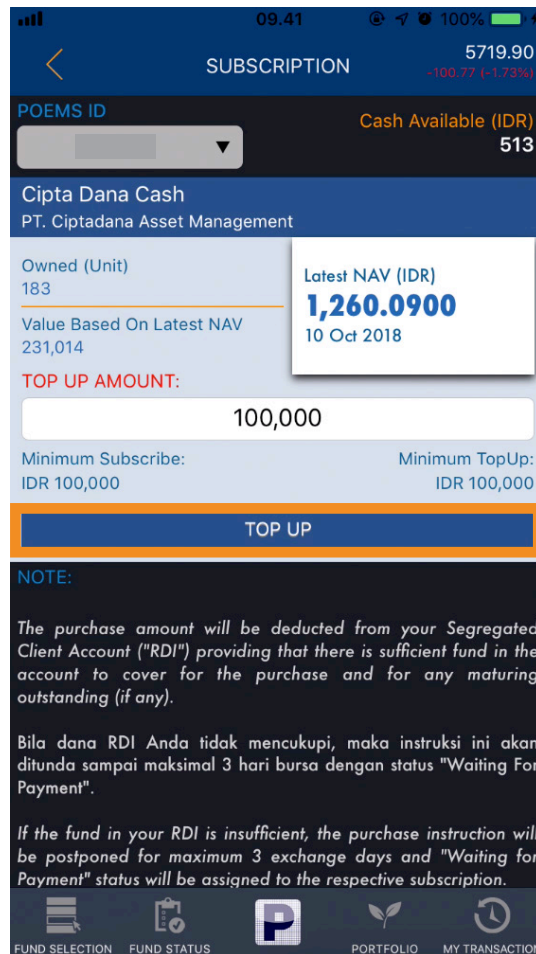 09.41
100%
SUBSCRIPTION
5719.90
-100.77 (-1.73%)
POEMS ID
Cash Available (IDR)
513
Cipta Dana Cash
PT. Ciptadana Asset Management
Owned (Unit)
183
Latest NAV (IDR)
1,260.0900
10 Oct 2018
Value Based On Latest NAV
231,014
TOP UP AMOUNT:
100,000
Minimum Subscribe:
IDR 100,000
Minimum TopUp:
IDR 100,000
TOP UP
NOTE:
The purchase amount will be deducted from your Segregated
Client Account ("RDI") providing that there is sufficient fund in the
account to cover for the purchase and for any maturing
outstanding (if any).
Bila dana RDI Anda tidak mencukupi, maka instruksi ini akan
ditunda sampai maksimal 3 hari bursa dengan status "Waiting For
Payment".
If the fund in your RDI is insufficient, the purchase instruction will
be postponed for maximum 3 exchange days and "Waiting for
Payment" status will be assigned to the respective subscription.
P
FUND SELECTION
FUND STATUS
PORTFOLIO
MY TRANSACTION